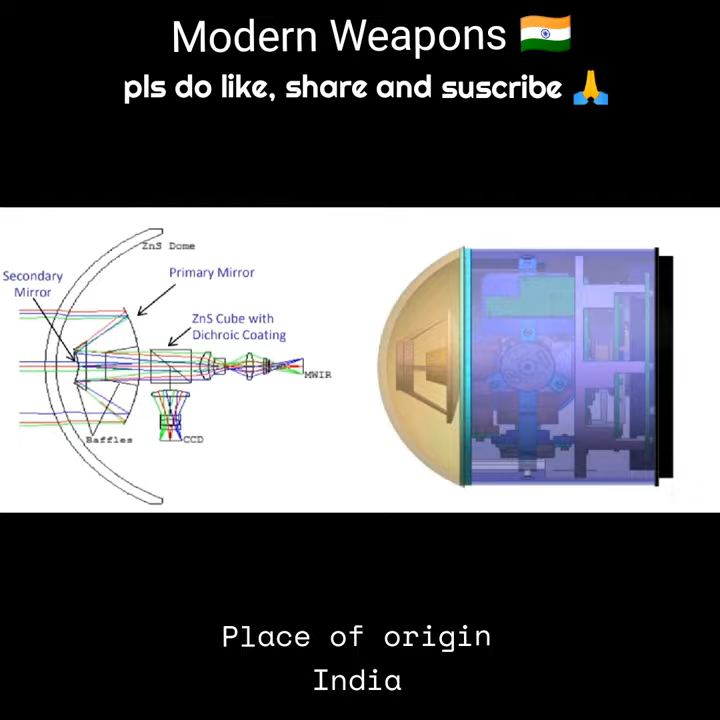 Modern Weapons 🇮🇳
pls do like, share and suscribe 🙏
ZnS Dome
Secondary
Mirror
Primary Mirror
ZnS Cube with
Dichroic Coating
MWIR
Baffles
CCD
Place of origin
India